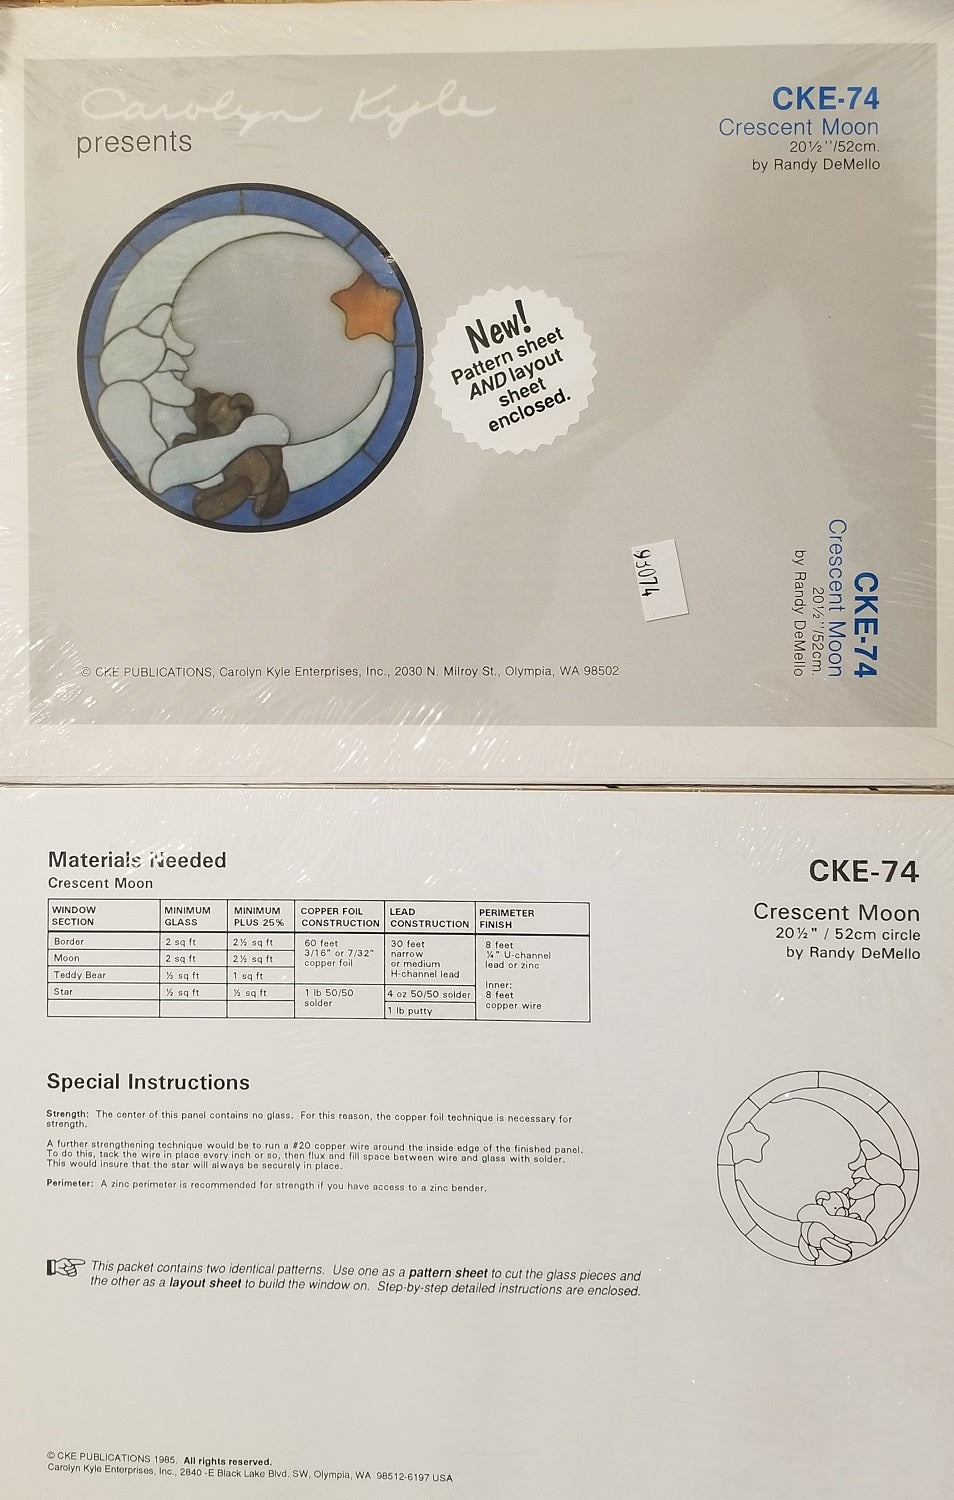 Carolyn Kyle
presents
CKE-74
Crescent Moon
20½''/52cm.
by Randy DeMello
New!
Pattern sheet
AND layout
sheet
enclosed.
93074
CKE-74
Crescent Moon
20½''/52cm.
by Randy DeMello
© CKE PUBLICATIONS, Carolyn Kyle Enterprises, Inc., 2030 N. Milroy St., Olympia, WA 98502
Materials Needed
Crescent Moon
CKE-74
Crescent Moon
20½" / 52cm circle
by Randy DeMello
WINDOW SECTION MINIMUM GLASS MINIMUM PLUS 25% COPPER FOIL CONSTRUCTION LEAD CONSTRUCTION PERIMETER FINISH
Border 2 sq ft 2½ sq ft 60 feet 30 feet 8 feet
3/16" or 7/32" narrow ¼" U-channel
Moon 2 sq ft 2½ sq ft copper foil or medium lead or zinc
Teddy Bear ½ sq ft 1 sq ft H-channel lead
Inner:
Star ½ sq ft ½ sq ft 1 lb 50/50 4 oz 50/50 solder 8 feet
solder copper wire
1 lb putty
Special Instructions
Strength: The center of this panel contains no glass. For this reason, the copper foil technique is necessary for
strength.
A further strengthening technique would be to run a #20 copper wire around the inside edge of the finished panel.
To do this, tack the wire in place every inch or so, then flux and fill space between wire and glass with solder.
This would insure that the star will always be securely in place.
Perimeter: A zinc perimeter is recommended for strength if you have access to a zinc bender.
This packet contains two identical patterns. Use one as a pattern sheet to cut the glass pieces and
the other as a layout sheet to build the window on. Step-by-step detailed instructions are enclosed.
© CKE PUBLICATIONS 1985. All rights reserved.
Carolyn Kyle Enterprises, Inc., 2840 -E Black Lake Blvd. SW, Olympia, WA 98512-6197 USA